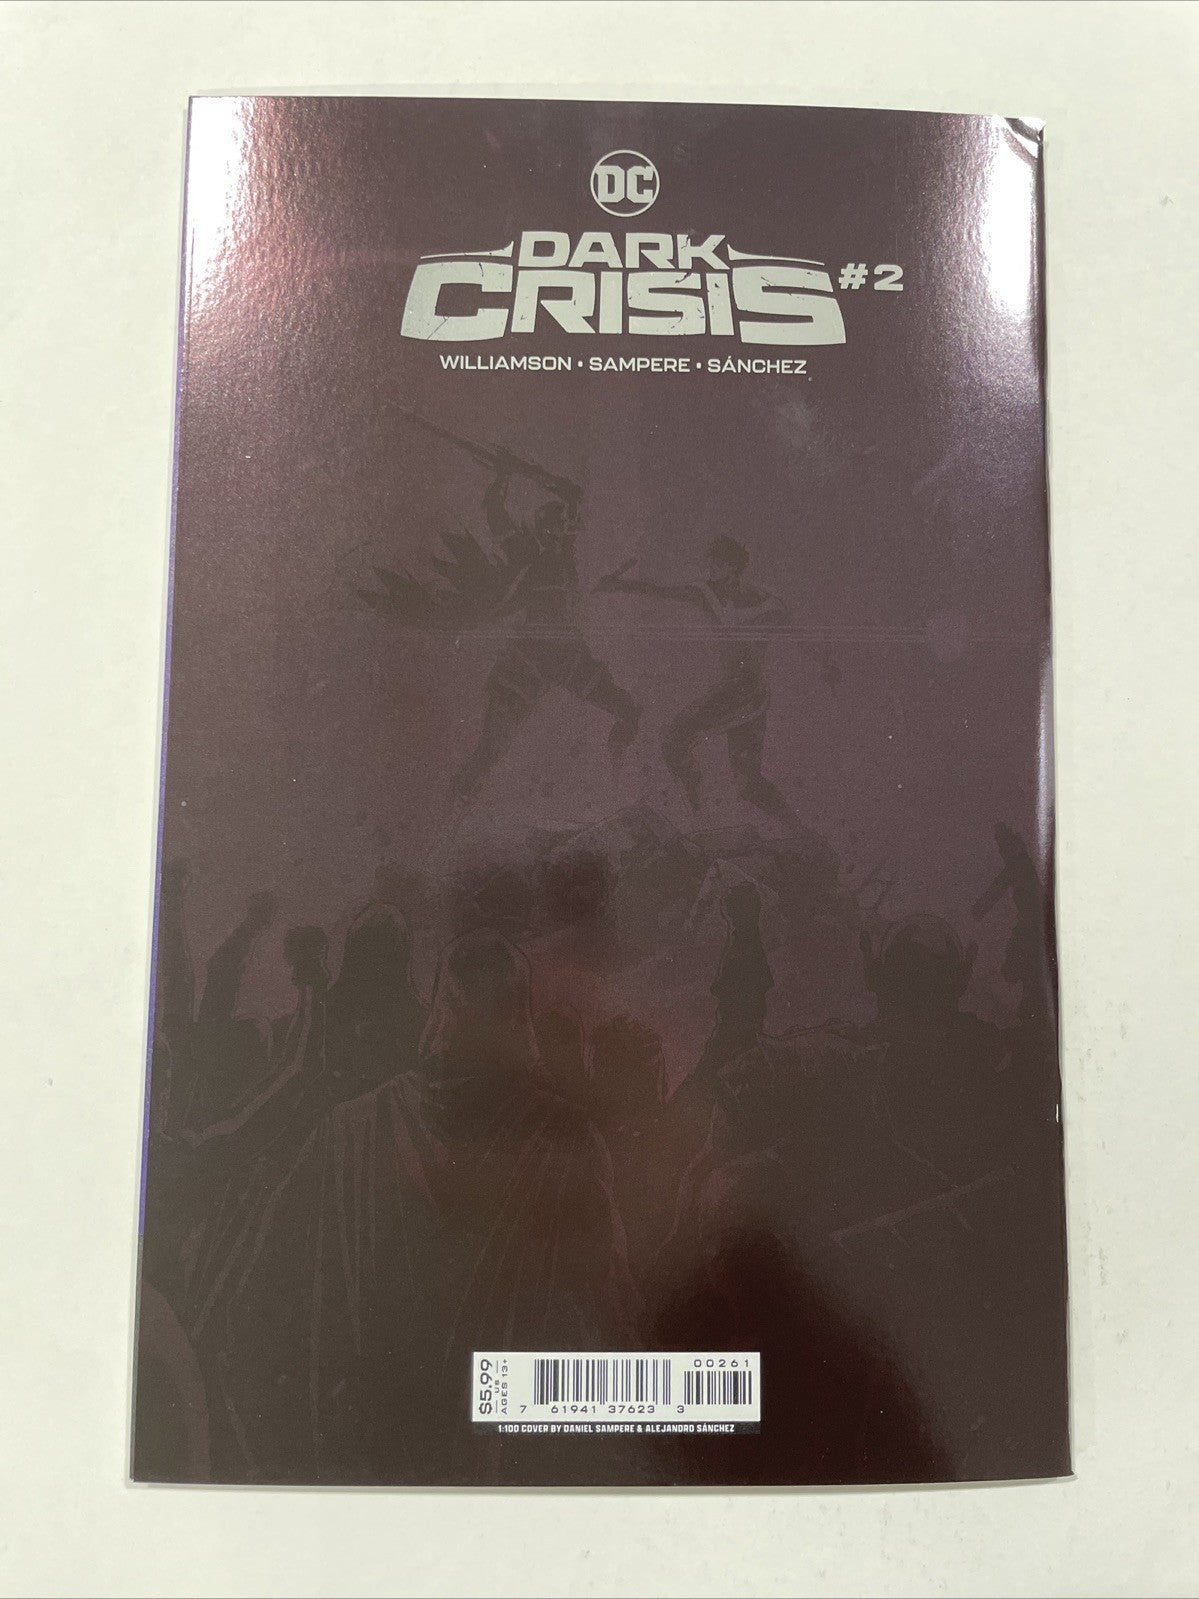 DC
DARK
CRISIS #2
WILLIAMSON • SAMPERE • SÁNCHEZ
$5.99 US AGES 13+
00261
7 61941 37623 3
1:100 COVER BY DANIEL SAMPERE & ALEJANDRO SÁNCHEZ